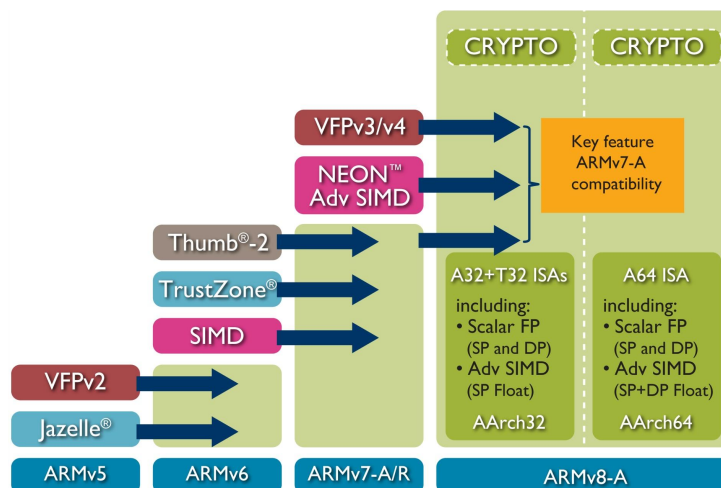 CRYPTO
CRYPTO
VFPv3/v4
Key feature
ARMv7-A
compatibility
NEON™
Adv SIMD
Thumb®-2
TrustZone®
SIMD
A32+T32 ISAs
including:
• Scalar FP
(SP and DP)
• Adv SIMD
(SP Float)
AArch32
A64 ISA
including:
• Scalar FP
(SP and DP)
• Adv SIMD
(SP+DP Float)
AArch64
VFPv2
Jazelle®
ARMv5
ARMv6
ARMv7-A/R
ARMv8-A